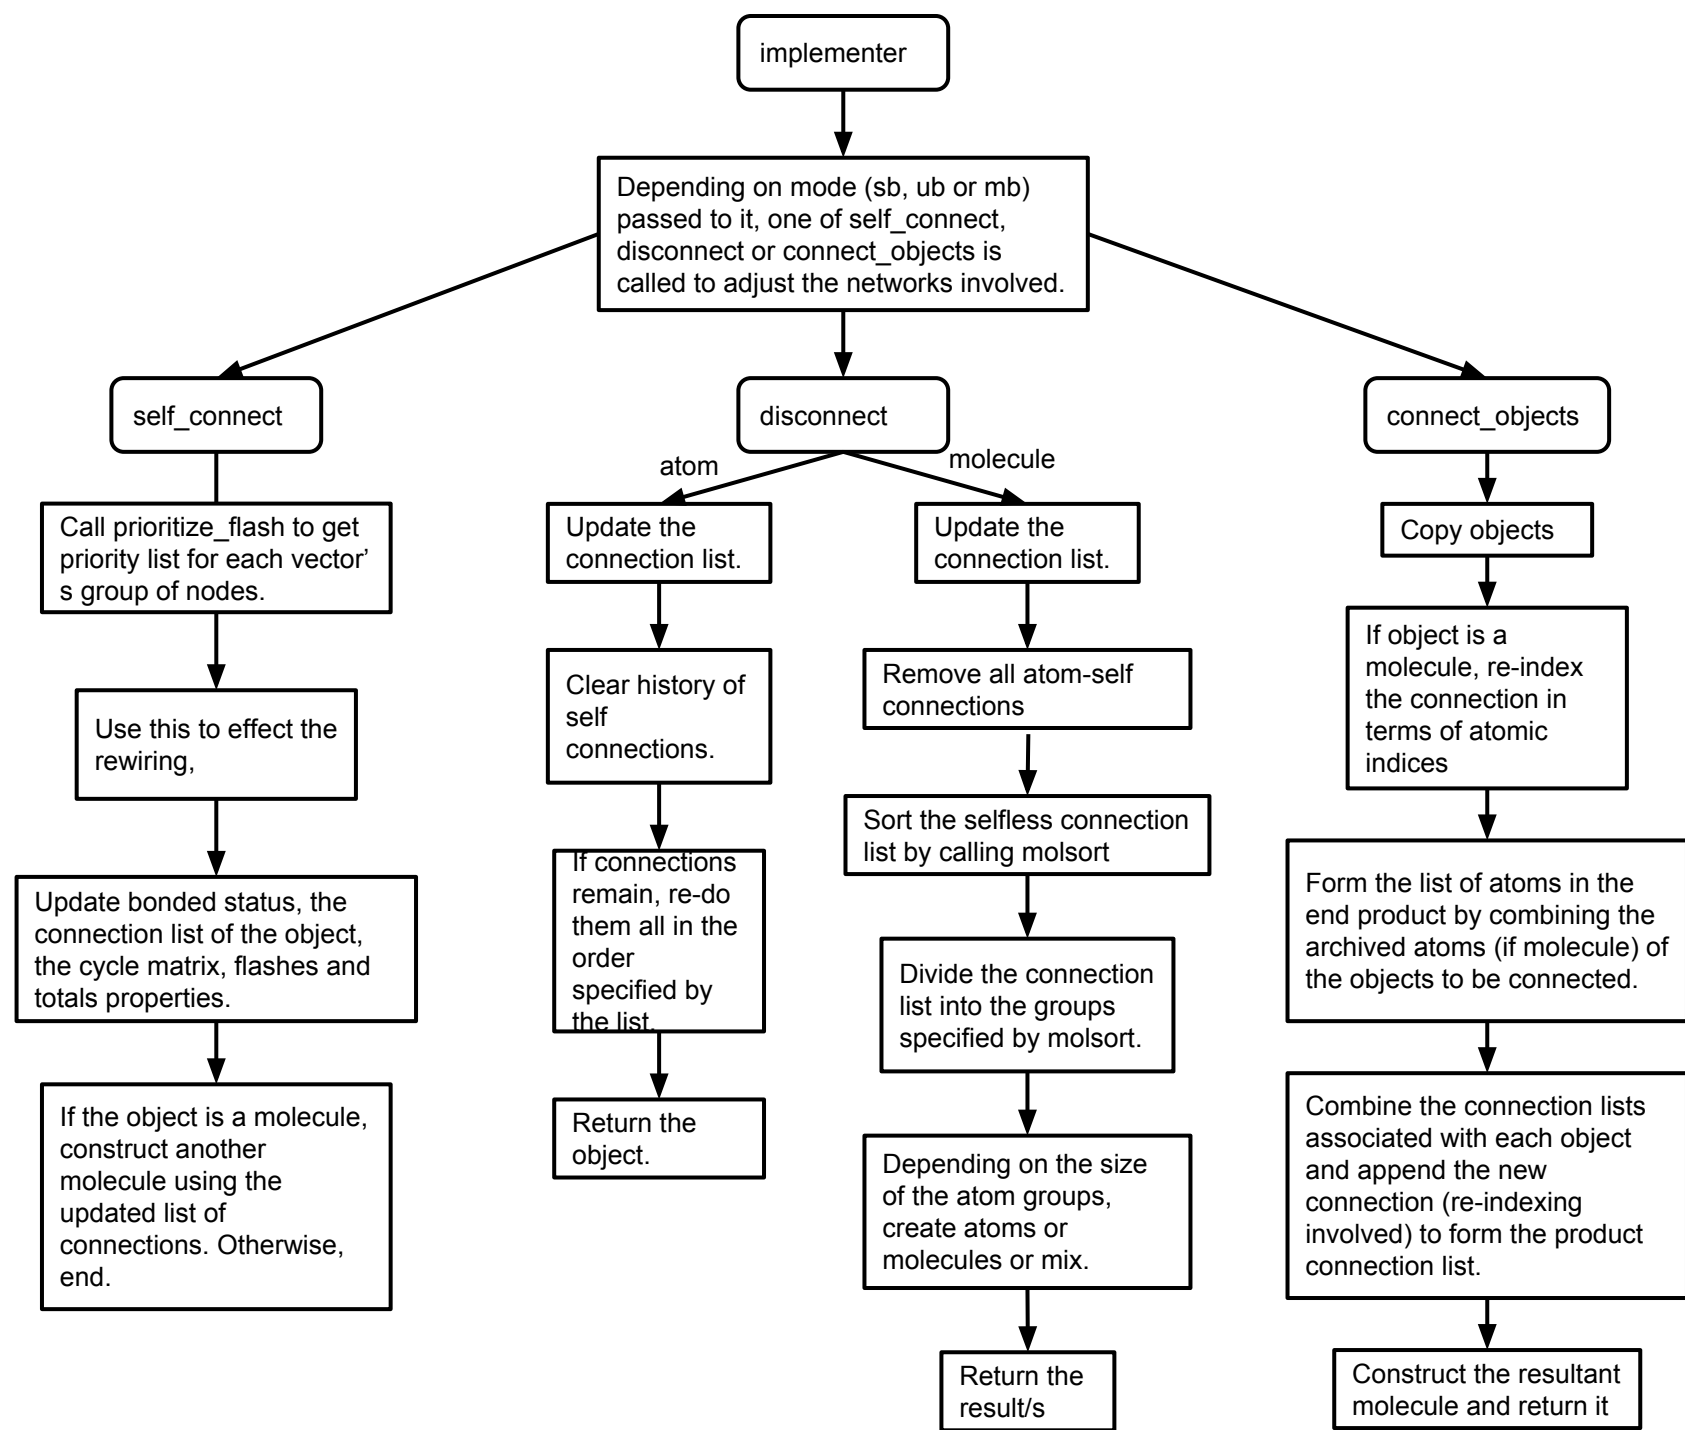 implementer
Depending on mode (sb, ub or mb)
passed to it, one of self_connect,
disconnect or connect_objects is
called to adjust the networks involved.
self_connect
Call prioritize_flash to get
priority list for each vector’
s group of nodes.
Use this to effect the
rewiring,
Update bonded status, the
connection list of the object,
the cycle matrix, flashes and
totals properties.
If the object is a molecule,
construct another
molecule using the
updated list of
connections. Otherwise,
end.
disconnect
atom
Update the
connection list.
Clear history of
self
connections.
If connections
remain, re-do
them all in the
order
specified by
the list.
Return the
object.
molecule
Update the
connection list.
Remove all atom-self
connections
Sort the selfless connection
list by calling molsort
Divide the connection
list into the groups
specified by molsort.
Depending on the size
of the atom groups,
create atoms or
molecules or mix.
Return the
result/s
connect_objects
Copy objects
If object is a
molecule, re-index
the connection in
terms of atomic
indices
Form the list of atoms in the
end product by combining the
archived atoms (if molecule) of
the objects to be connected.
Combine the connection lists
associated with each object
and append the new
connection (re-indexing
involved) to form the product
connection list.
Construct the resultant
molecule and return it